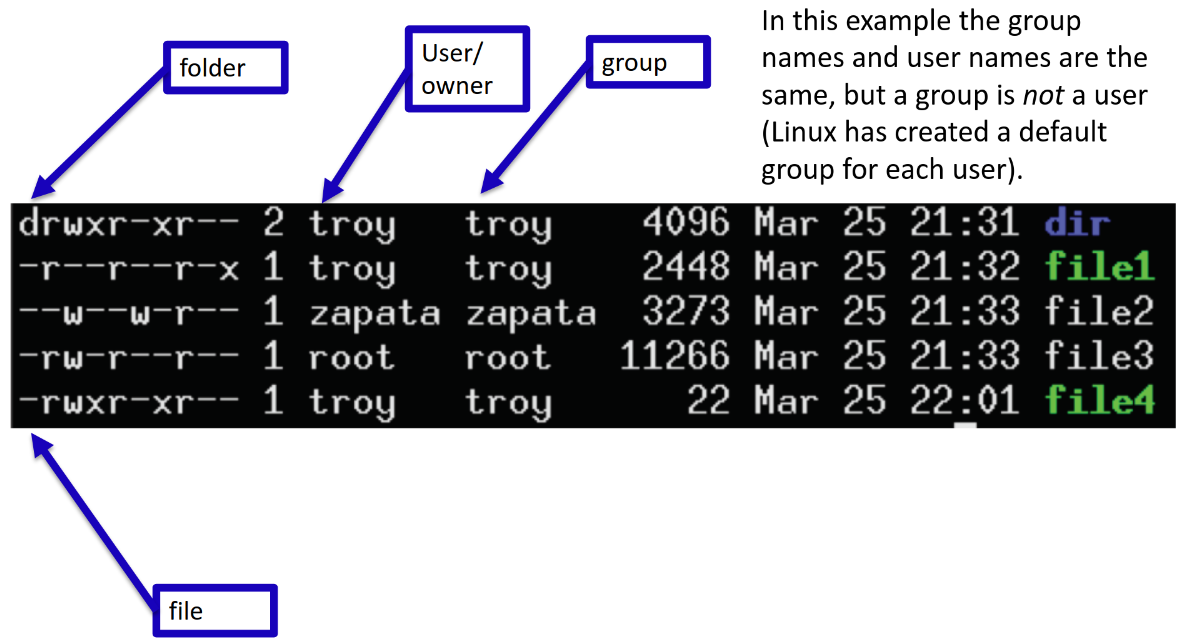 folder
User/
owner
group
In this example the group
names and user names are the
same, but a group is not a user
(Linux has created a default
group for each user).
drwxr-xr-- 2 troy   troy    4096 Mar 25 21:31 dir
-r--r--r-x 1 troy   troy    2448 Mar 25 21:32 file1
--w--w-r-- 1 zapata zapata  3273 Mar 25 21:33 file2
-rw-r--r-- 1 root   root   11266 Mar 25 21:33 file3
-rwxr-xr-- 1 troy   troy      22 Mar 25 22:01 file4
file